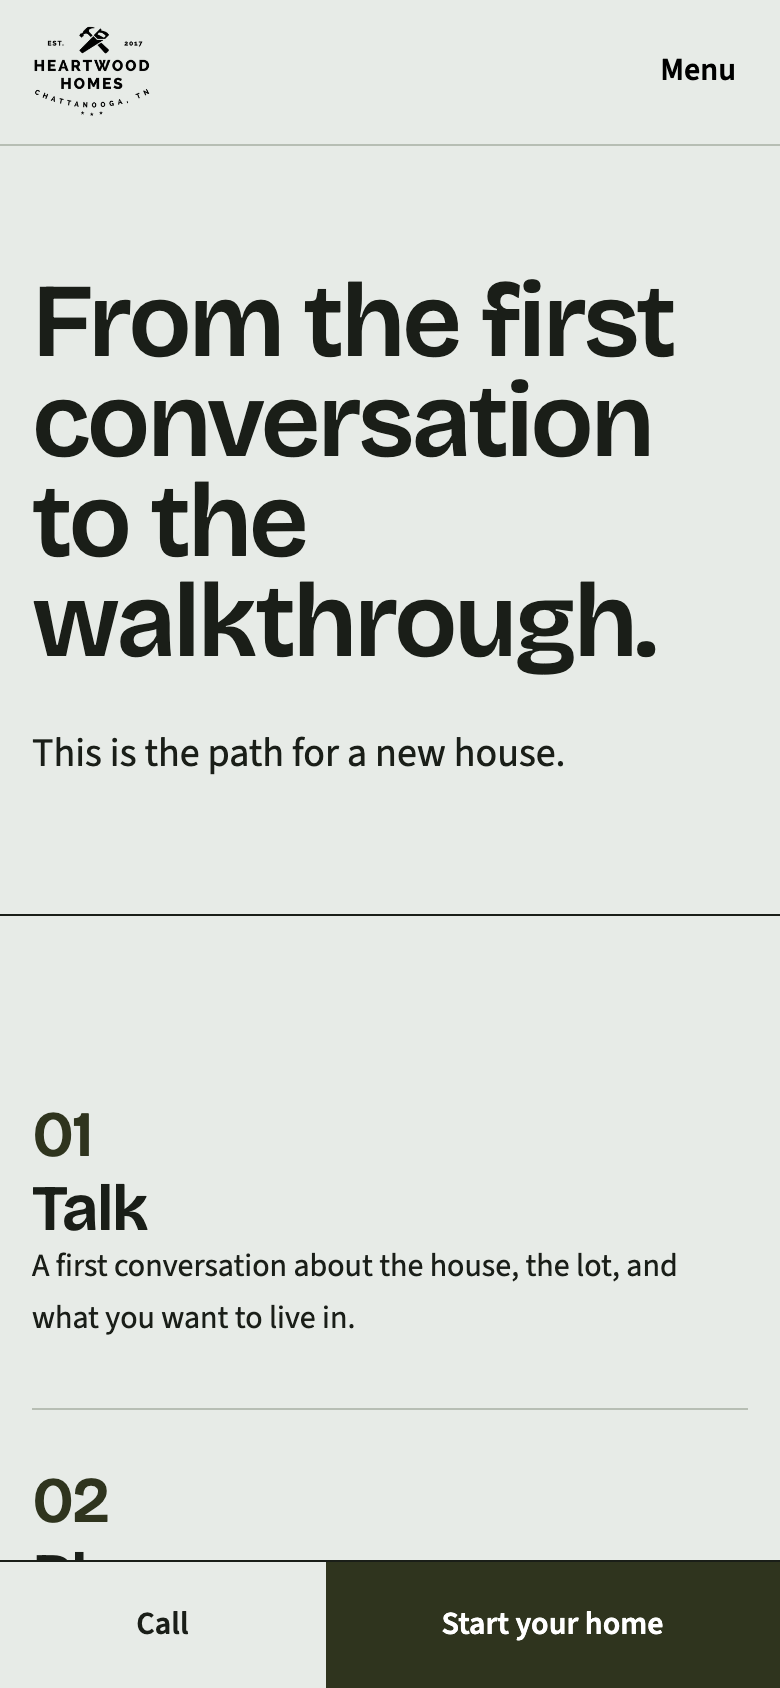 EST. 2017
HEARTWOOD
HOMES
CHATTANOOGA, TN
Menu
From the first
conversation
to the
walkthrough.
This is the path for a new house.
01
Talk
A first conversation about the house, the lot, and
what you want to live in.
02
Call
Start your home